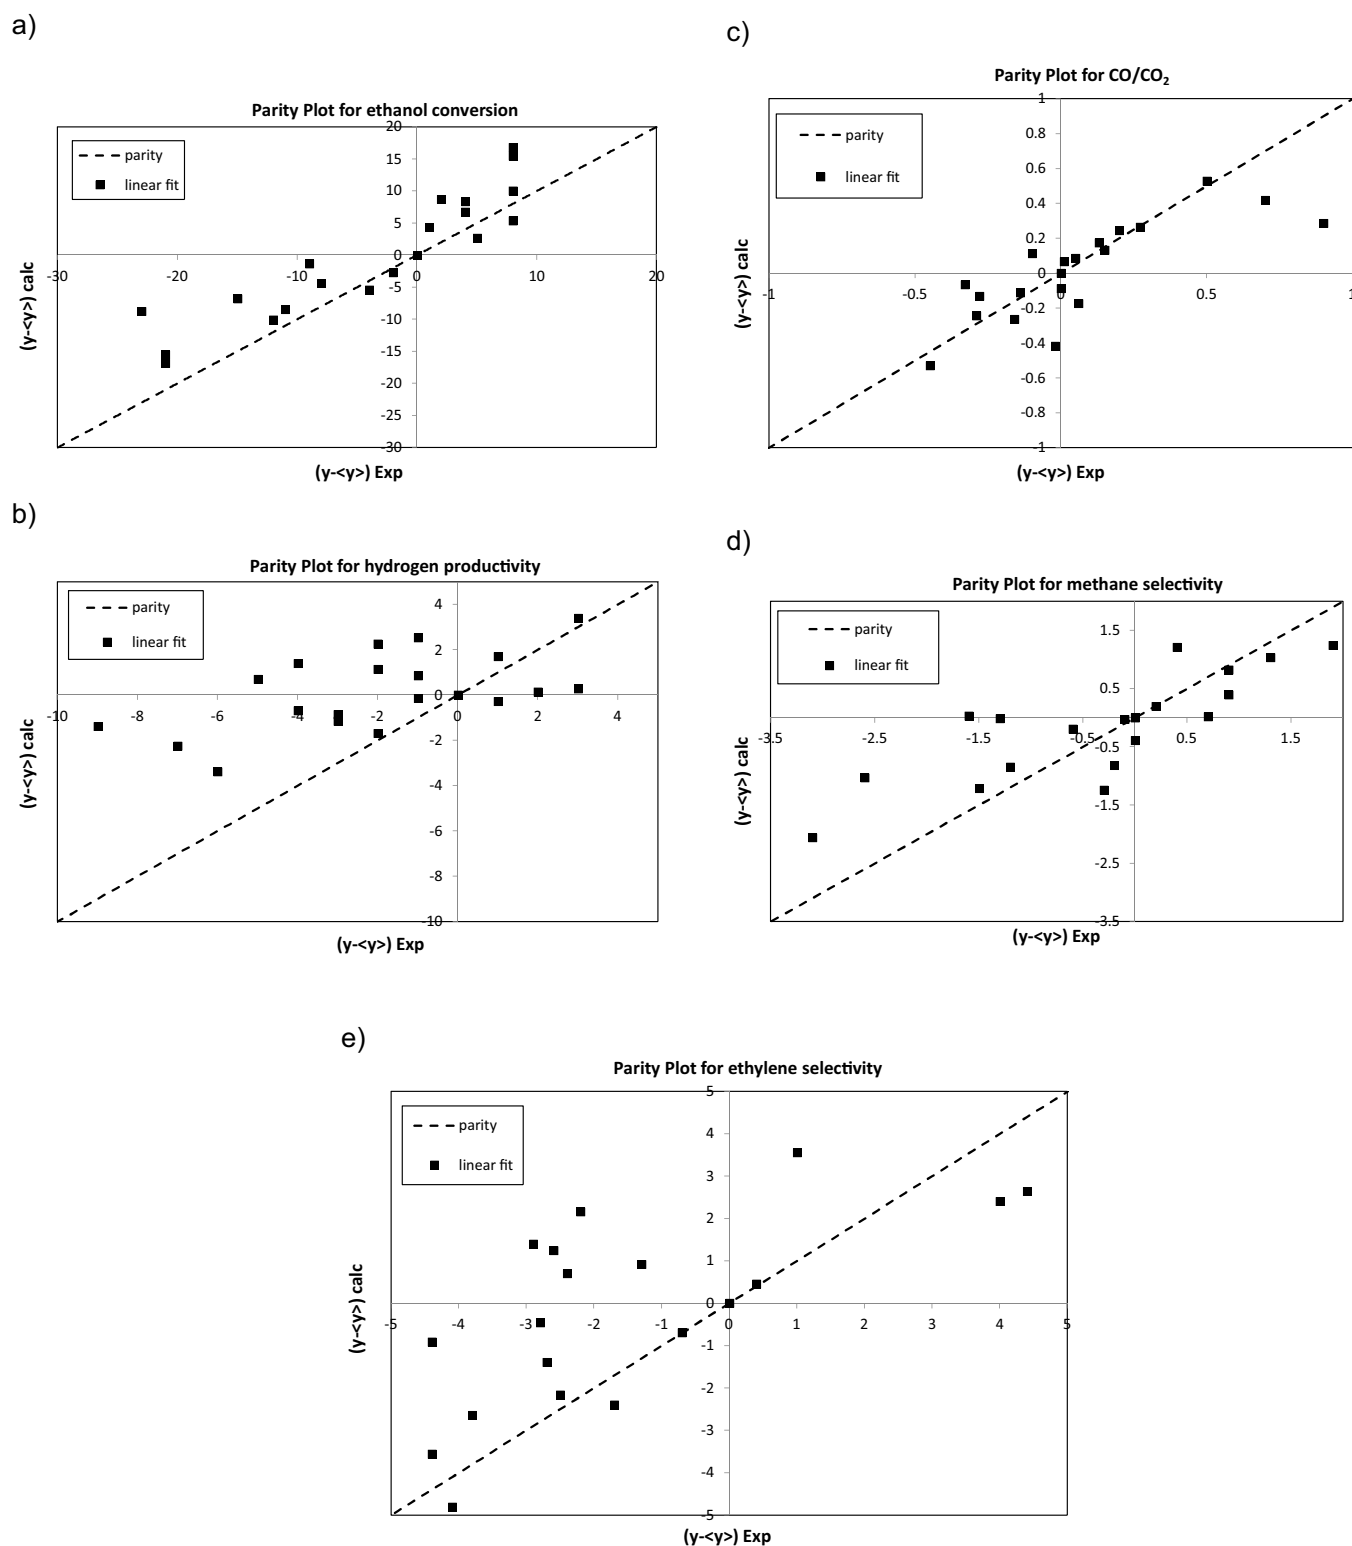 a)
Parity Plot for ethanol conversion
parity
linear fit
20
15
10
5
0
-5
-10
-15
-20
-25
-30
-30
-20
-10
0
10
20
(y-<y>) calc
(y-<y>) Exp
c)
Parity Plot for CO/CO2
parity
linear fit
1
0.8
0.6
0.4
0.2
0
-0.2
-0.4
-0.6
-0.8
-1
-1
-0.5
0
0.5
1
(y-<y>) calc
(y-<y>) Exp
b)
Parity Plot for hydrogen productivity
parity
linear fit
4
2
0
-2
-4
-6
-8
-10
-10
-8
-6
-4
-2
0
2
4
(y-<y>) calc
(y-<y>) Exp
d)
Parity Plot for methane selectivity
parity
linear fit
1.5
0.5
-0.5
-1.5
-2.5
-3.5
-3.5
-2.5
-1.5
-0.5
0.5
1.5
(y-<y>) calc
(y-<y>) Exp
e)
Parity Plot for ethylene selectivity
parity
linear fit
5
4
3
2
1
0
-1
-2
-3
-4
-5
-5
-4
-3
-2
-1
0
1
2
3
4
5
(y-<y>) calc
(y-<y>) Exp